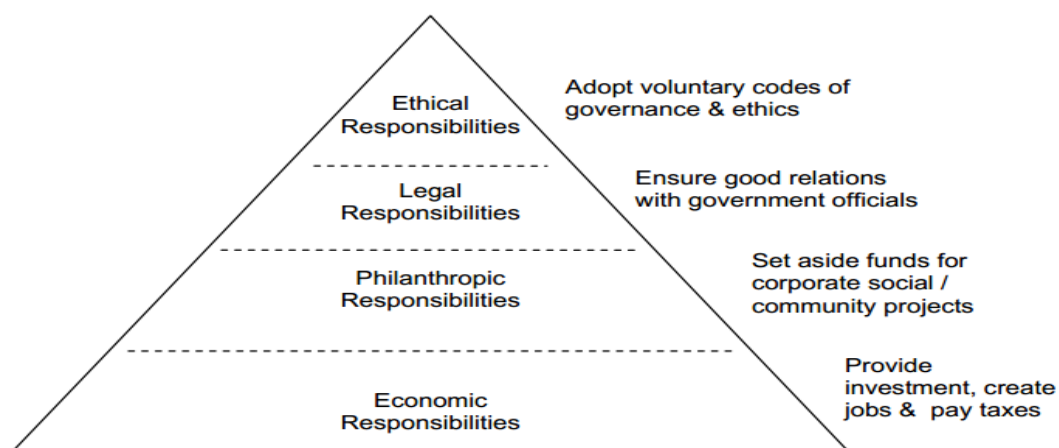 Ethical
Responsibilities
Adopt voluntary codes of
governance & ethics
Legal
Responsibilities
Ensure good relations
with government officials
Philanthropic
Responsibilities
Set aside funds for
corporate social /
community projects
Economic
Responsibilities
Provide
investment, create
jobs & pay taxes